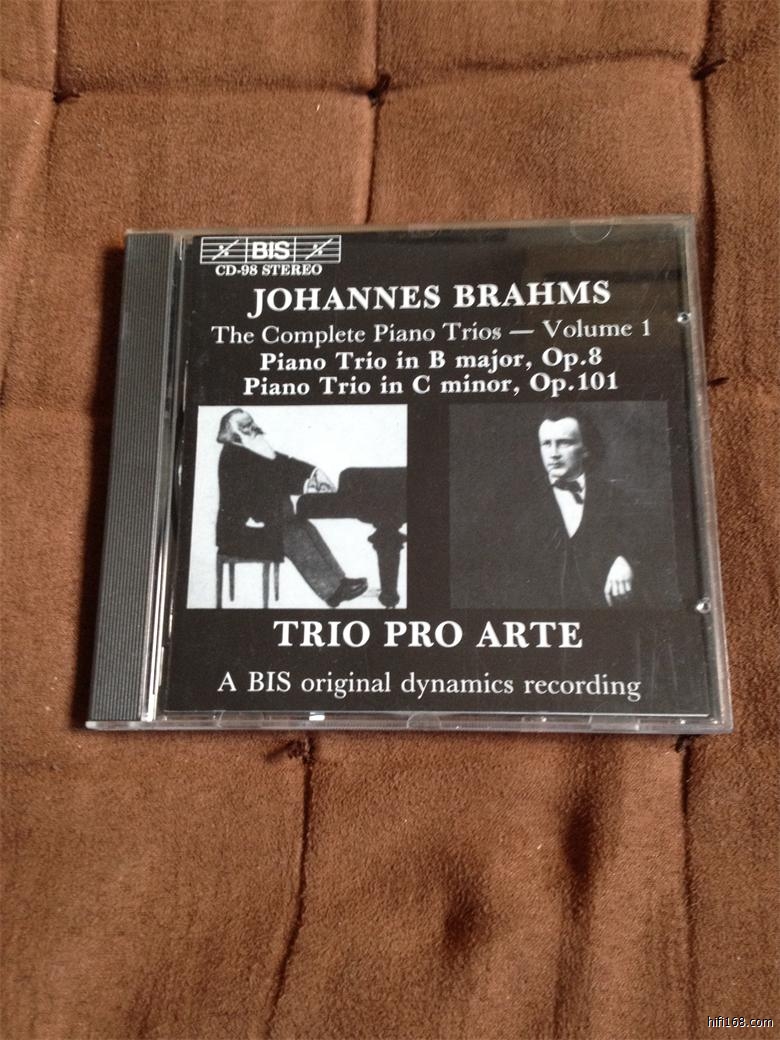 BIS
CD-98 STEREO
JOHANNES BRAHMS
The Complete Piano Trios — Volume 1
Piano Trio in B major, Op.8
Piano Trio in C minor, Op.101
TRIO PRO ARTE
A BIS original dynamics recording
hifi168.com